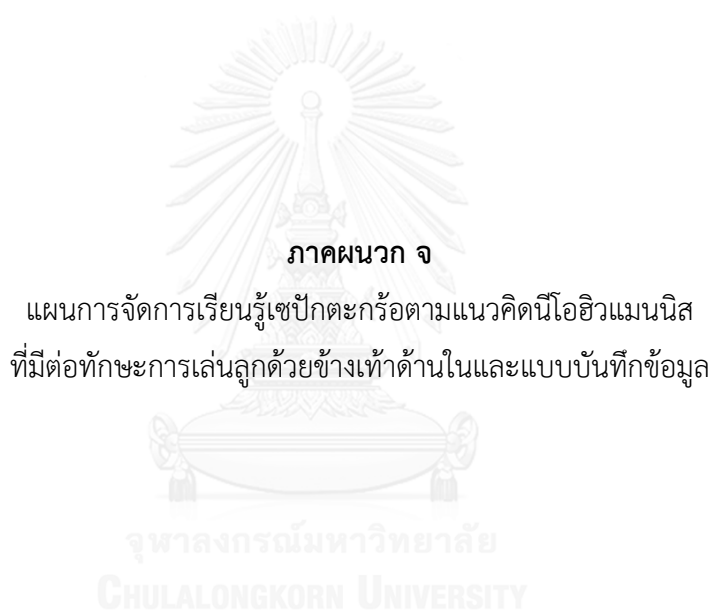 ภาคผนวก จ
แผนการจัดการเรียนรู้เซปักตะกร้อตามแนวคิดนีโอฮิวแมนนิส
ที่มีต่อทักษะการเล่นลูกด้วยข้างเท้าด้านในและแบบบันทึกข้อมูล
จุฬาลงกรณ์มหาวิทยาลัย
CHULALONGKORN UNIVERSITY